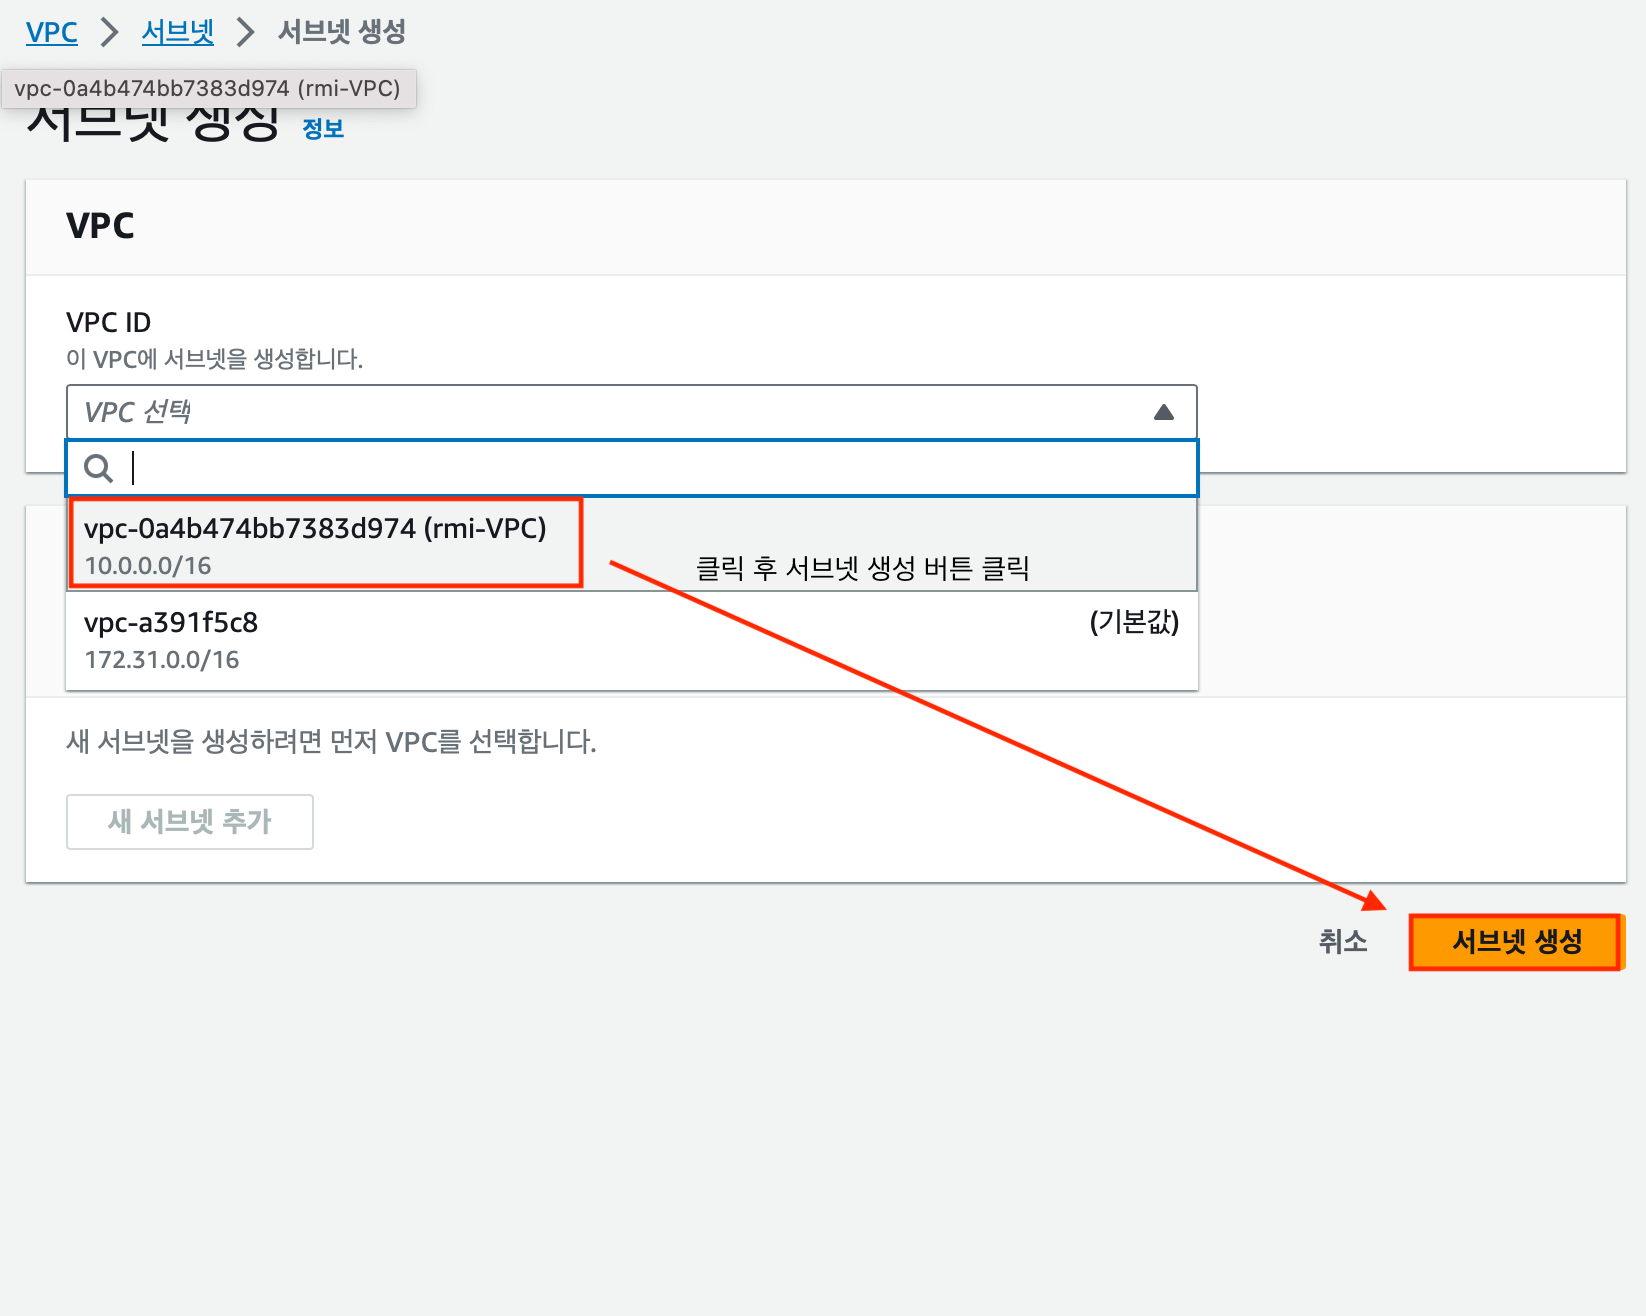 VPC > 서브넷 > 서브넷 생성
vpc-0a4b474bb7383d974 (rmi-VPC)
서브넷 생성 정보
VPC
VPC ID
이 VPC에 서브넷을 생성합니다.
VPC 선택
vpc-0a4b474bb7383d974 (rmi-VPC)
10.0.0.0/16
클릭 후 서브넷 생성 버튼 클릭
vpc-a391f5c8 (기본값)
172.31.0.0/16
새 서브넷을 생성하려면 먼저 VPC를 선택합니다.
새 서브넷 추가
취소 서브넷 생성